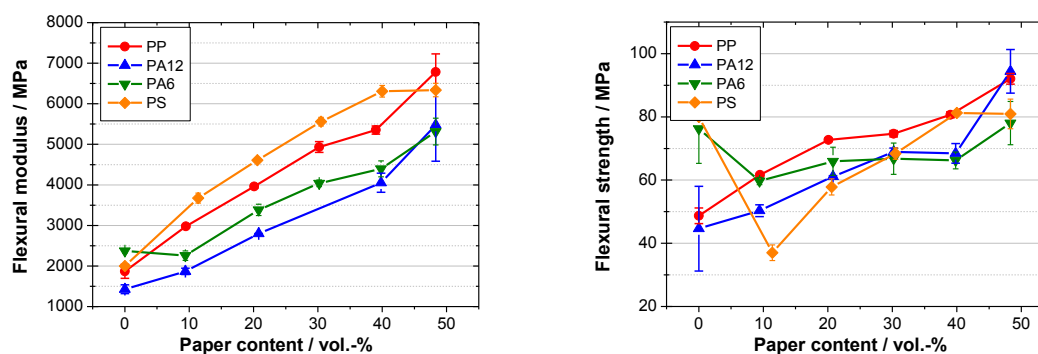 8000
7000
6000
5000
4000
3000
2000
1000
Flexural modulus / MPa
PP
PA12
PA6
PS
0 10 20 30 40 50
Paper content / vol.-%
100
80
60
40
20
Flexural strength / MPa
PP
PA12
PA6
PS
0 10 20 30 40 50
Paper content / vol.-%